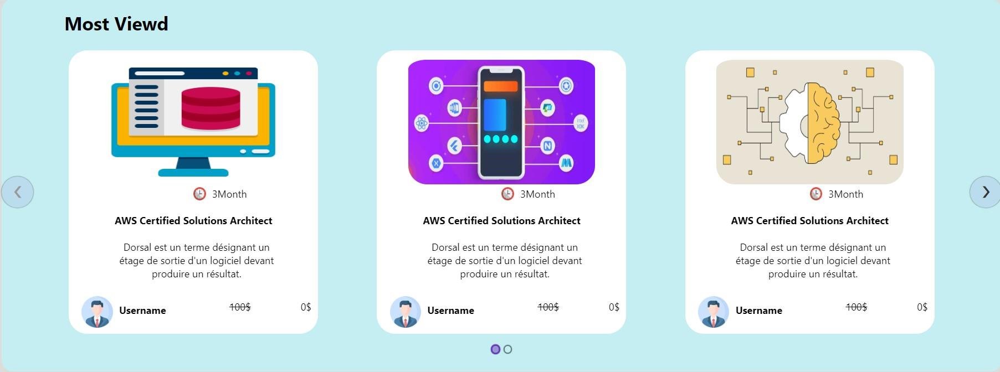 Most Viewd
intel
XDK
3Month
AWS Certified Solutions Architect
Dorsal est un terme désignant un
étage de sortie d'un logiciel devant
produire un résultat.
Username 100$ 0$
3Month
AWS Certified Solutions Architect
Dorsal est un terme désignant un
étage de sortie d'un logiciel devant
produire un résultat.
Username 100$ 0$
3Month
AWS Certified Solutions Architect
Dorsal est un terme désignant un
étage de sortie d'un logiciel devant
produire un résultat.
Username 100$ 0$